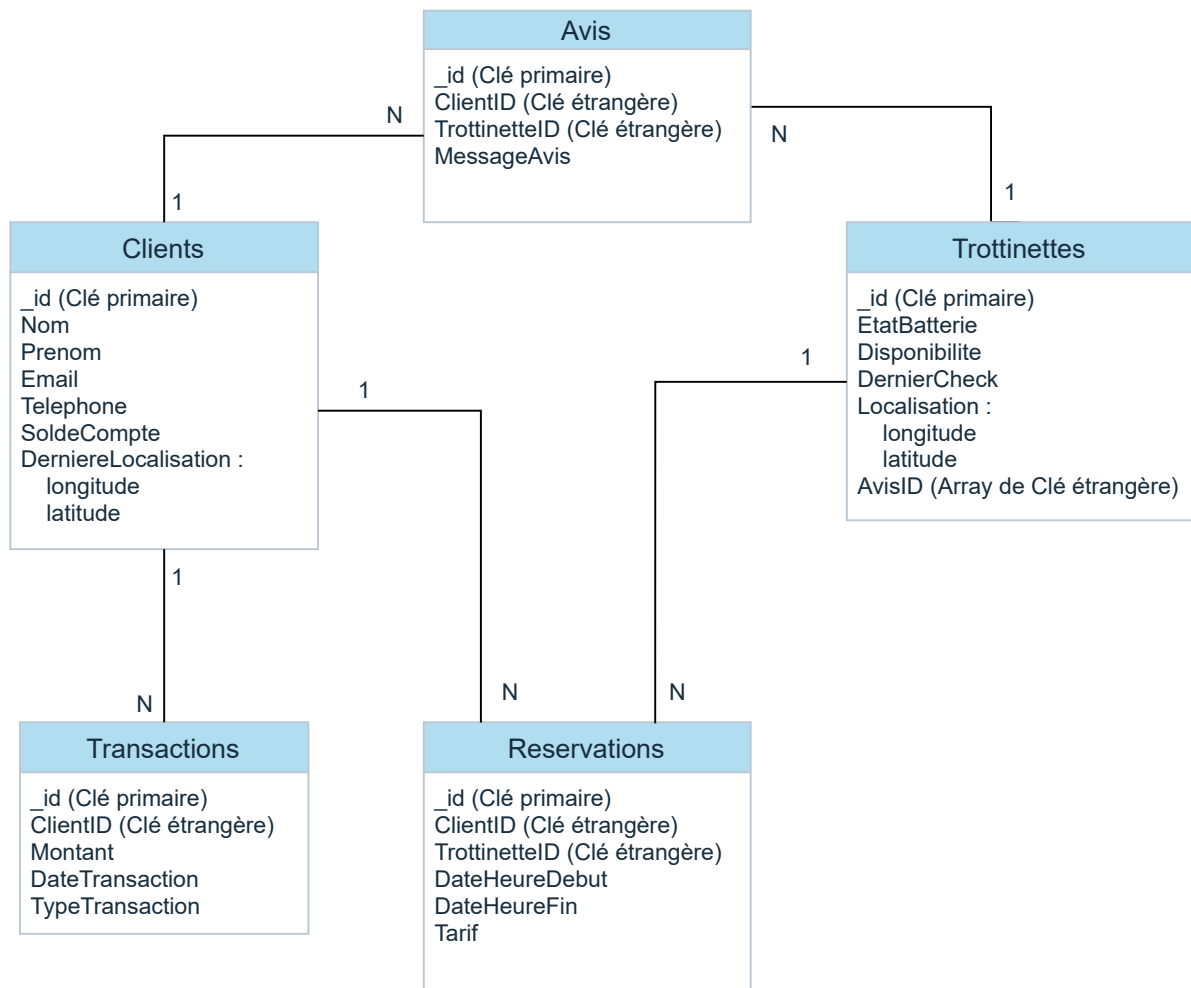 Avis
_id (Clé primaire)
ClientID (Clé étrangère)
TrottinetteID (Clé étrangère)
MessageAvis
N
N
1
1
Clients
_id (Clé primaire)
Nom
Prenom
Email
Telephone
SoldeCompte
DerniereLocalisation :
longitude
latitude
Trottinettes
_id (Clé primaire)
EtatBatterie
Disponibilite
DernierCheck
Localisation :
longitude
latitude
AvisID (Array de Clé étrangère)
1
1
1
N
N
N
Transactions
_id (Clé primaire)
ClientID (Clé étrangère)
Montant
DateTransaction
TypeTransaction
Reservations
_id (Clé primaire)
ClientID (Clé étrangère)
TrottinetteID (Clé étrangère)
DateHeureDebut
DateHeureFin
Tarif